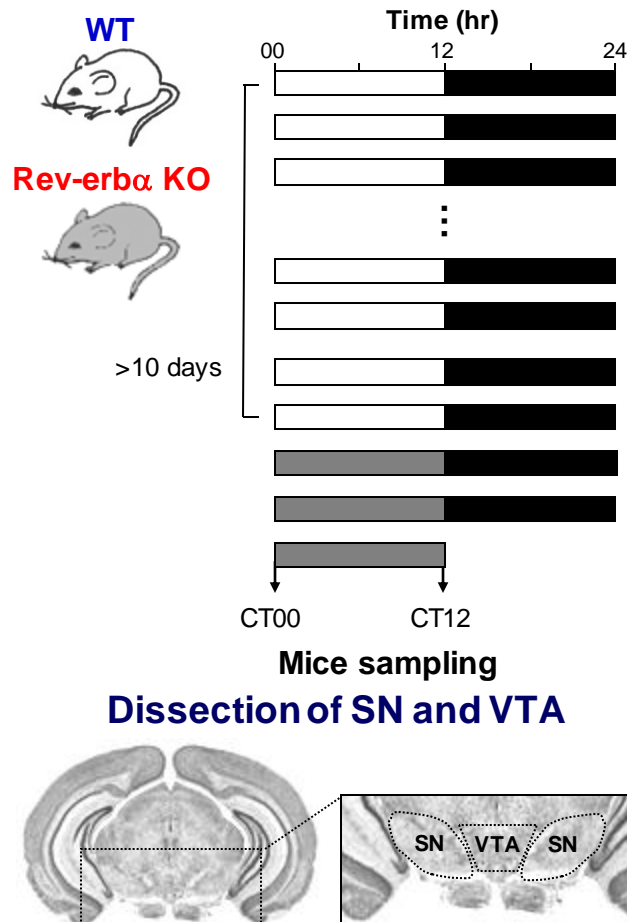 WT
Time (hr)
00 12 24
Rev-erbα KO
⋮
>10 days
CT00 CT12
Mice sampling
Dissection of SN and VTA
SN VTA SN